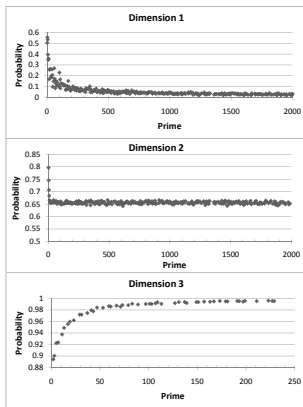 Dimension 1
0.6
0.5
0.4
0.3
0.2
0.1
0
Probability
0 500 1000 1500 2000
Prime
Dimension 2
0.85
0.8
0.75
0.7
0.65
0.6
0.55
0.5
Probability
0 500 1000 1500 2000
Prime
Dimension 3
1
0.98
0.96
0.94
0.92
0.9
0.88
Probability
0 50 100 150 200 250
Prime